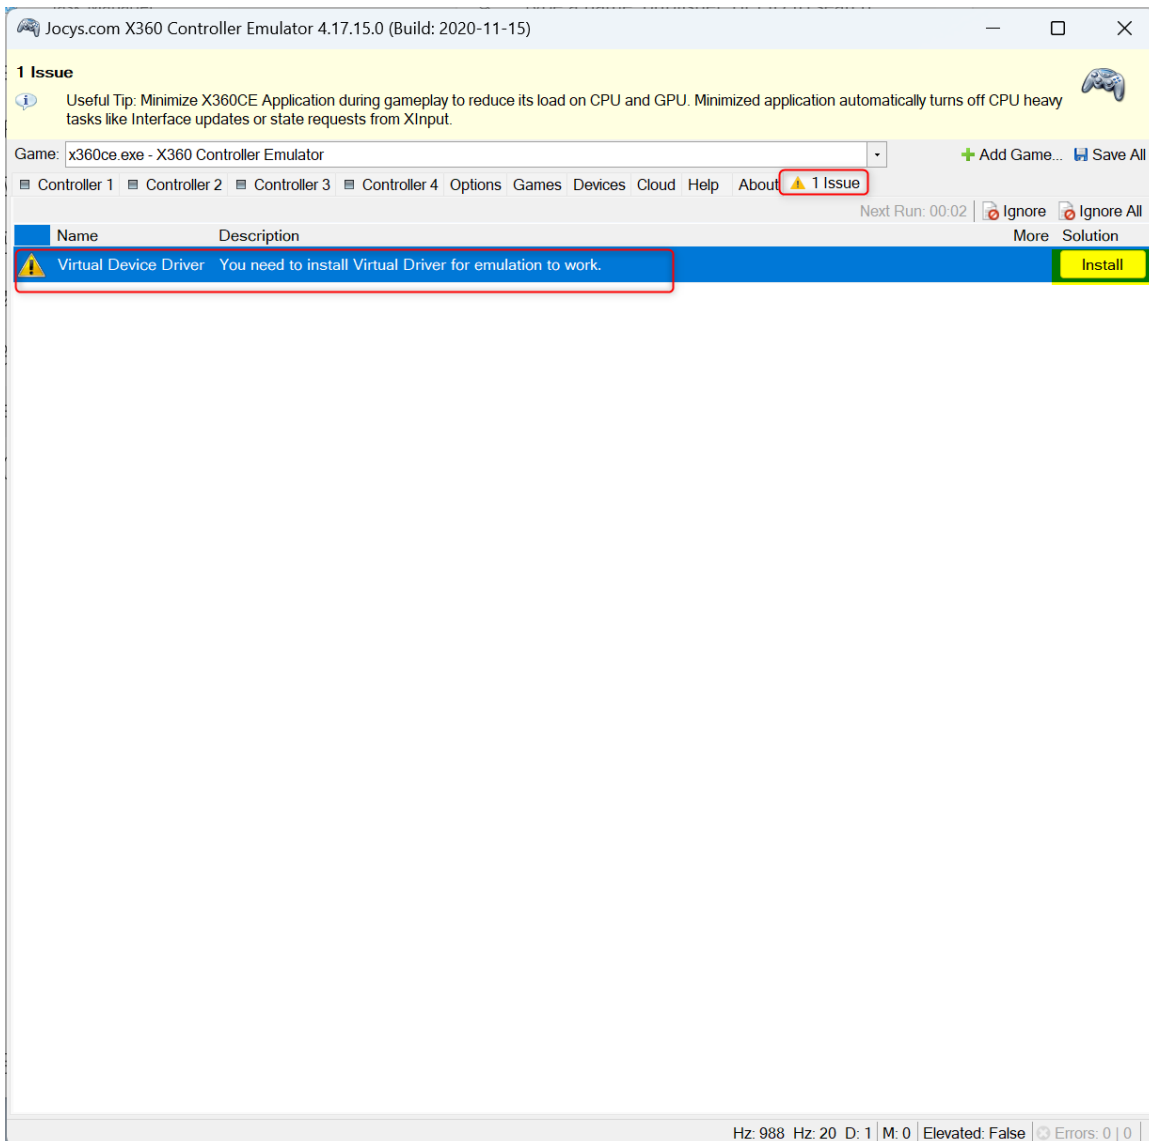 Jocys.com X360 Controller Emulator 4.17.15.0 (Build: 2020-11-15)
1 Issue
Useful Tip: Minimize X360CE Application during gameplay to reduce its load on CPU and GPU. Minimized application automatically turns off CPU heavy
tasks like Interface updates or state requests from XInput.
Game: x360ce.exe - X360 Controller Emulator Add Game... Save All
Controller 1 Controller 2 Controller 3 Controller 4 Options Games Devices Cloud Help About 1 Issue
Next Run: 00:02 Ignore Ignore All
Name Description More Solution
Virtual Device Driver You need to install Virtual Driver for emulation to work. Install
Hz: 988 Hz: 20 D: 1 M: 0 Elevated: False Errors: 0 | 0